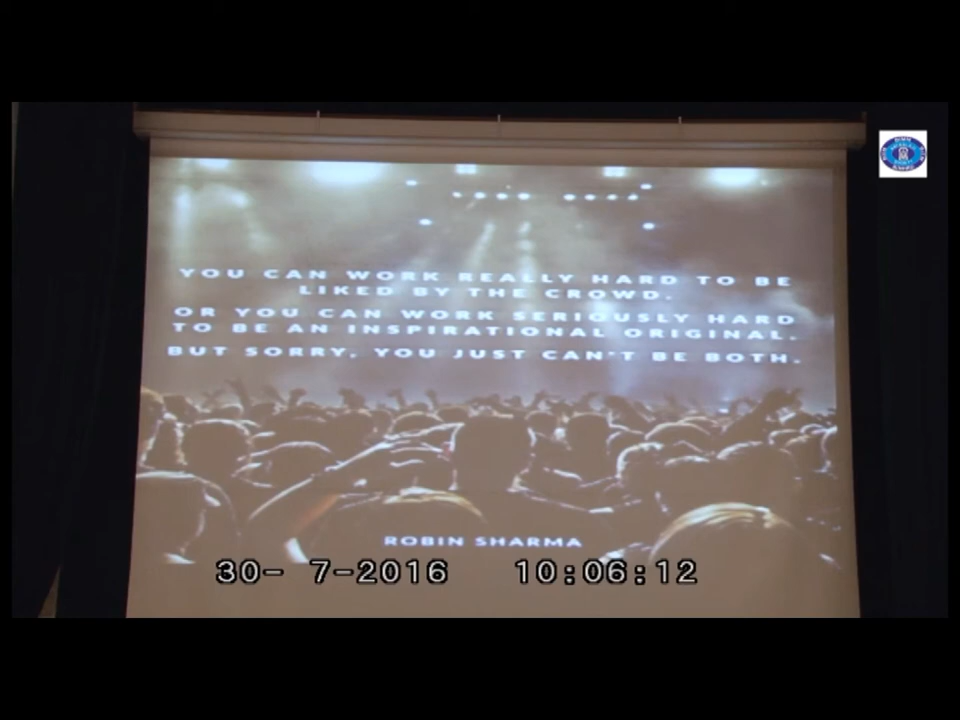 YOU CAN WORK REALLY HARD TO BE
LIKED BY THE CROWD.
OR YOU CAN WORK SERIOUSLY HARD
TO BE AN INSPIRATIONAL ORIGINAL.
BUT SORRY, YOU JUST CAN'T BE BOTH.
ROBIN SHARMA
30- 7-2016 10:06:12